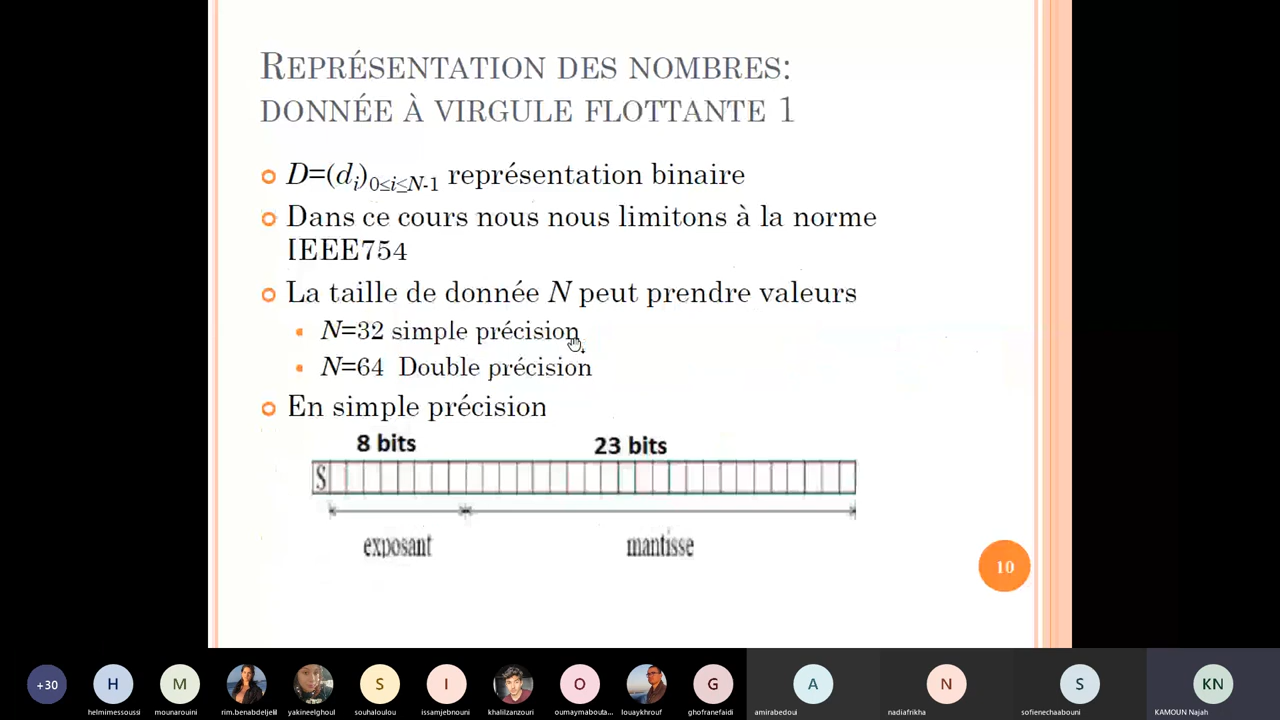 REPRÉSENTATION DES NOMBRES:
DONNÉE À VIRGULE FLOTTANTE 1
D=(di)0≤i≤N-1 représentation binaire
Dans ce cours nous nous limitons à la norme
IEEE754
La taille de donnée N peut prendre valeurs
N=32 simple précision
N=64 Double précision
En simple précision
8 bits 23 bits
S
exposant mantisse
10
+30 H M S I O G A N S KN
helmimessoussi mounarouini rim.benabdeljelil yakineelghoul souhaloulou issamjebnouni khalilzanzouri oumaymabouta... louaykhrouf ghofranefaidi amirabedoui nadiafrikha sofienechaabouni KAMOUN Najah